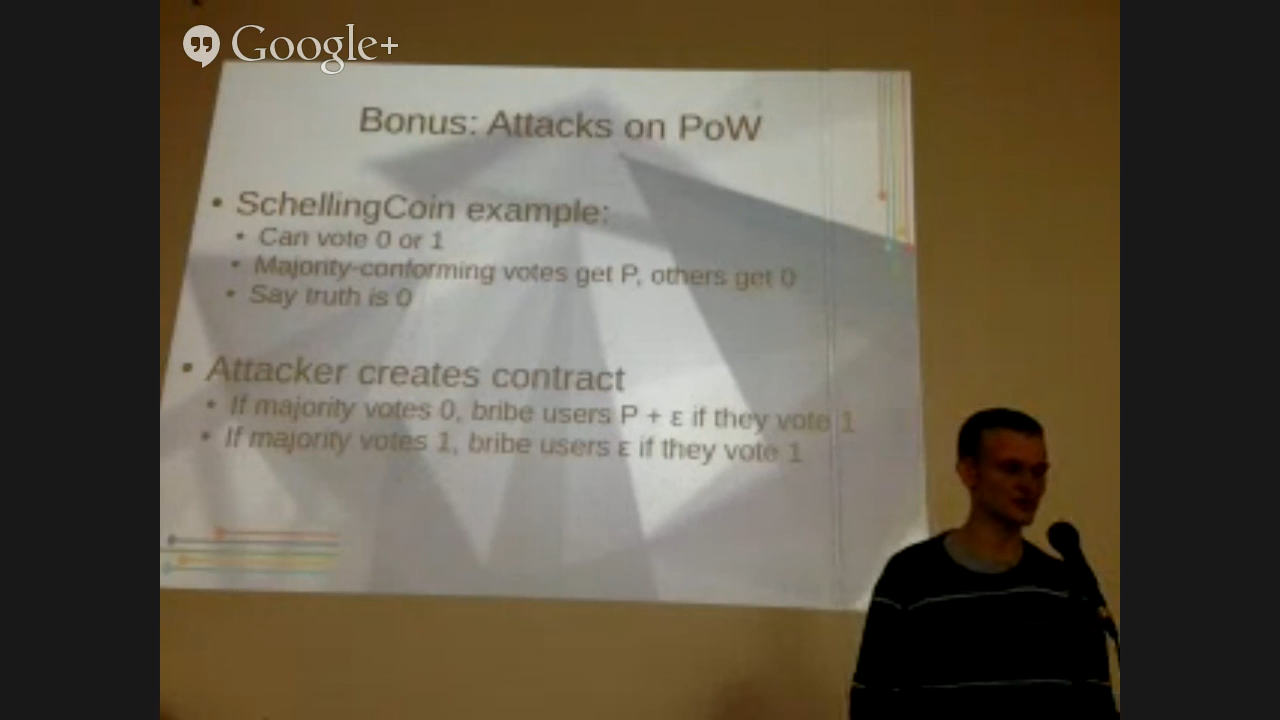 Google+
Bonus: Attacks on PoW
• SchellingCoin example:
• Can vote 0 or 1
• Majority-conforming votes get P, others get 0
• Say truth is 0
• Attacker creates contract
• If majority votes 0, bribe users P + ε if they vote 1
• If majority votes 1, bribe users ε if they vote 1